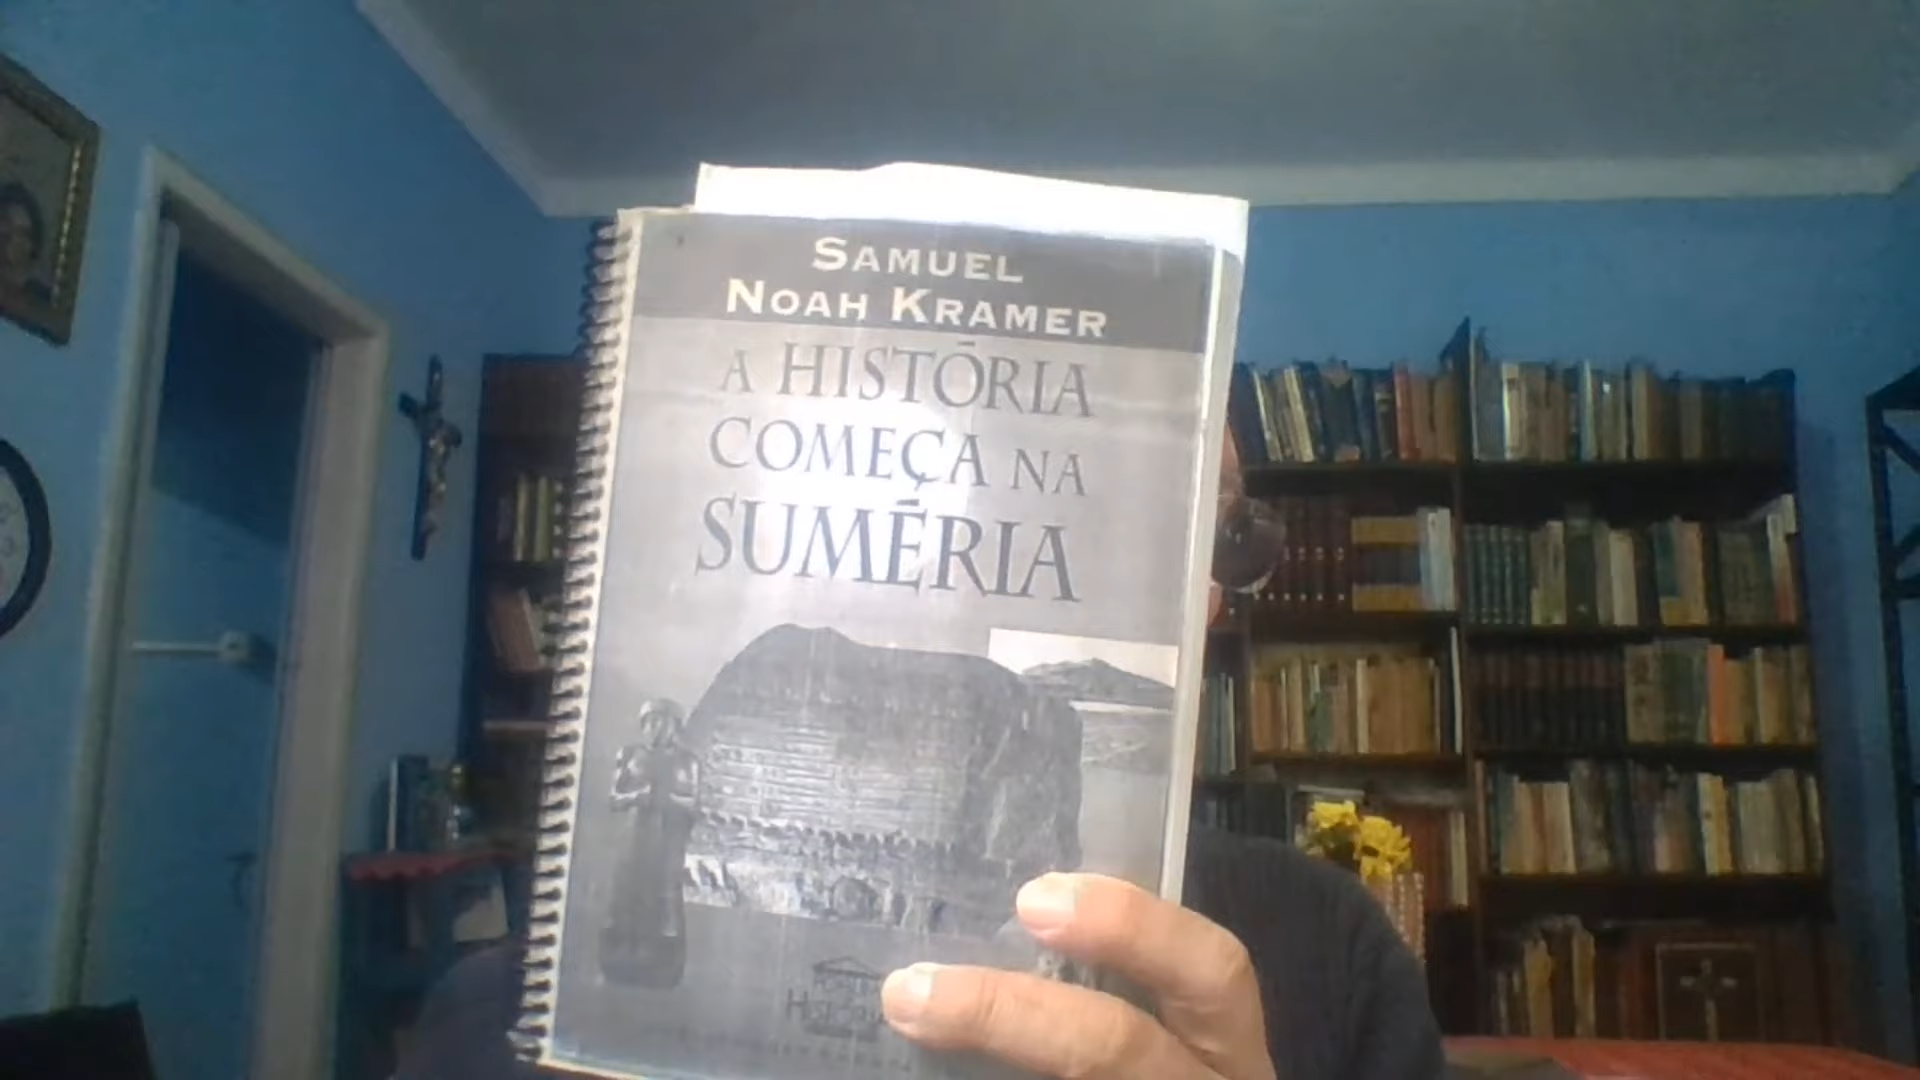 SAMUEL
NOAH KRAMER
A HISTÓRIA
COMEÇA NA
SUMÉRIA